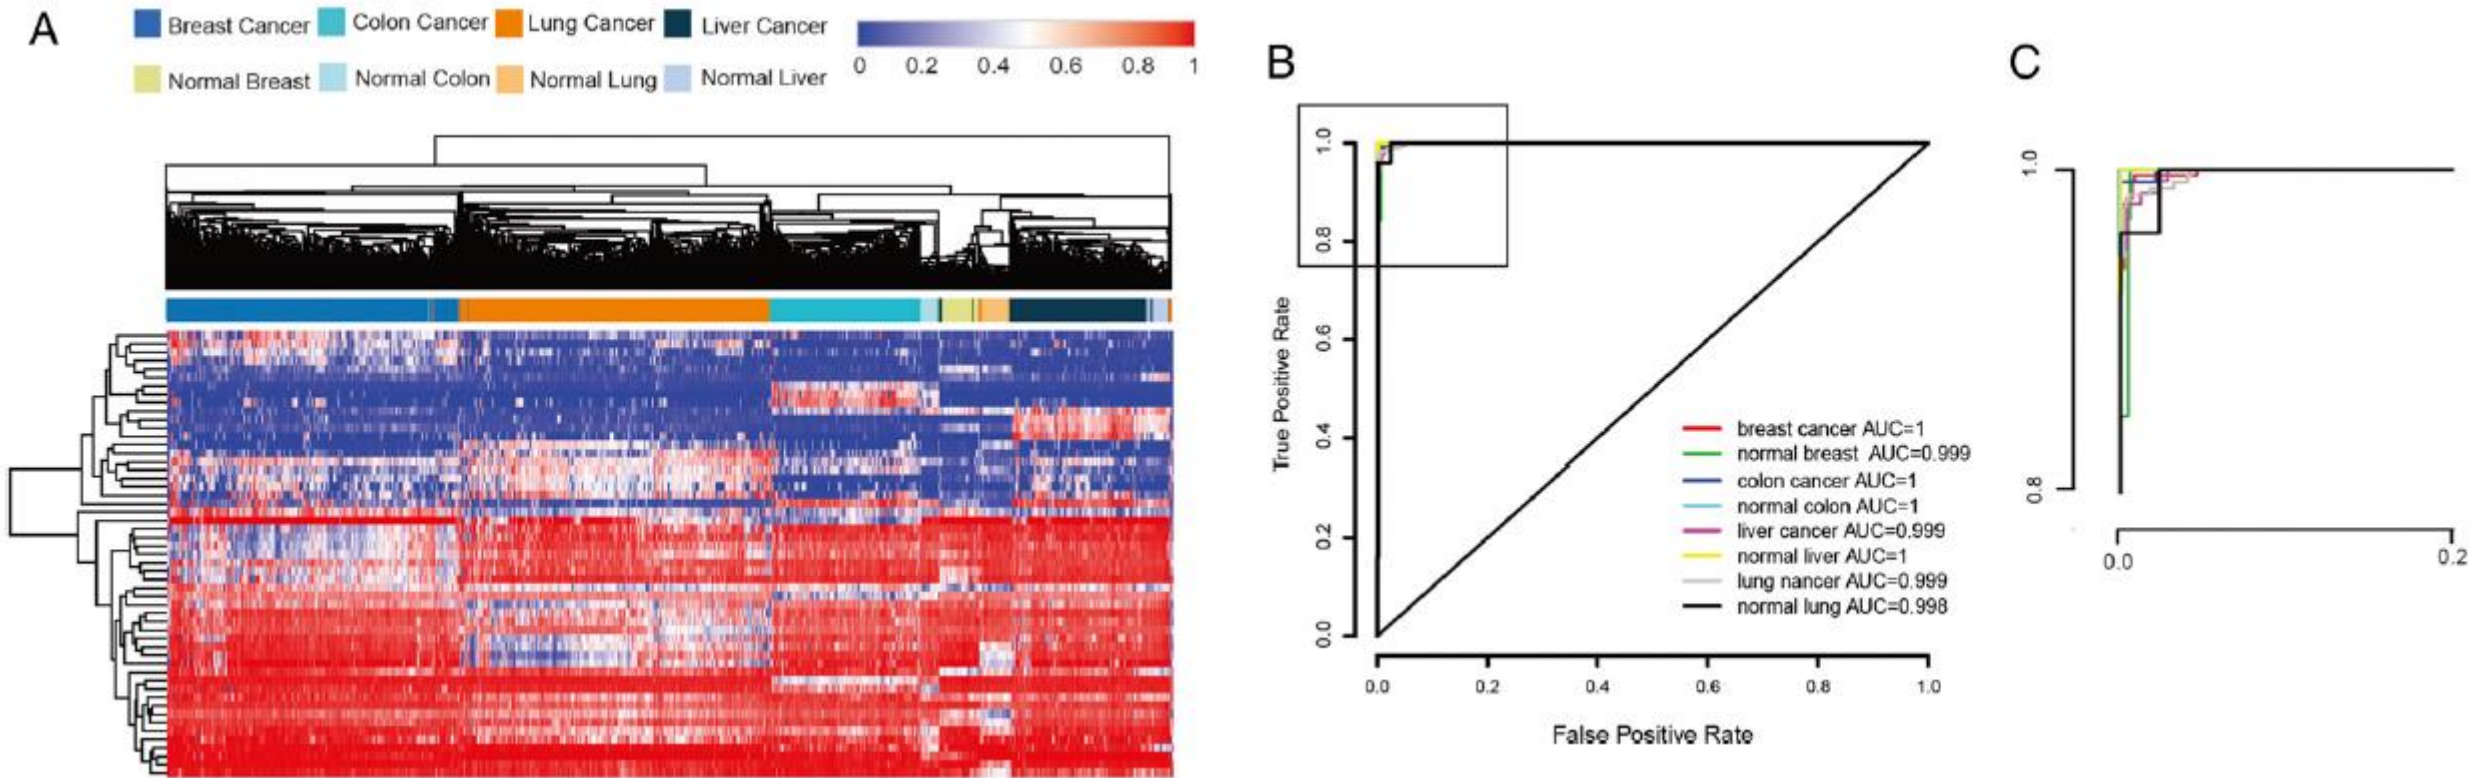 A
Breast Cancer Colon Cancer Lung Cancer Liver Cancer
Normal Breast Normal Colon Normal Lung Normal Liver
0 0.2 0.4 0.6 0.8 1
B
1.0
0.8
0.6
0.4
0.2
0.0
True Positive Rate
breast cancer AUC=1
normal breast AUC=0.999
colon cancer AUC=1
normal colon AUC=1
liver cancer AUC=0.999
normal liver AUC=1
lung nancer AUC=0.999
normal lung AUC=0.998
0.0 0.2 0.4 0.6 0.8 1.0
False Positive Rate
C
1.0
0.8
0.0 0.2